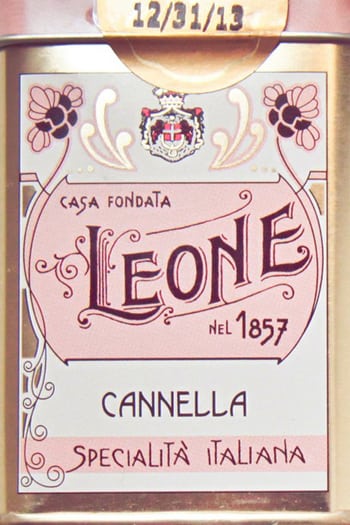 12/31/13
CASA FONDATA
LEONE
NEL 1857
CANNELLA
SPECIALITÀ ITALIANA